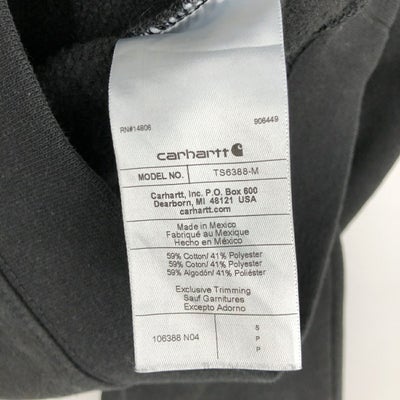 RN#14806 906449
carhartt
MODEL NO. TS6388-M
Carhartt, Inc. P.O. Box 600
Dearborn, MI 48121 USA
carhartt.com
Made in Mexico
Fabriqué au Mexique
Hecho en México
59% Cotton/ 41% Polyester
59% Coton/ 41% Polyester
59% Algodón/ 41% Poliéster
Exclusive Trimming
Sauf Garnitures
Excepto Adorno
106388 N04
S
P
P